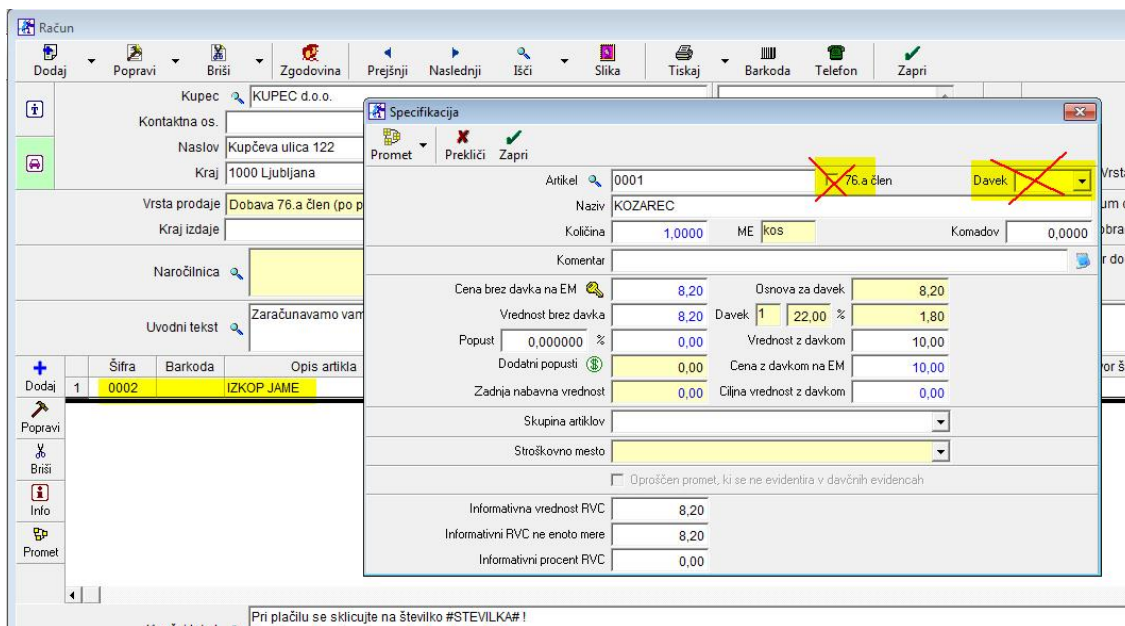 Račun
Dodaj Popravi Briši Zgodovina Prejšnji Naslednji Išči Slika Tiskaj Barkoda Telefon Zapri
Kupec KUPEC d.o.o.
Kontaktna os.
Naslov Kupčeva ulica 122
Kraj 1000 Ljubljana
Vrsta prodaje Dobava 76.a člen (po p
Kraj izdaje
Naročilnica
Uvodni tekst Zaračunavamo vam
Šifra Barkoda Opis artikla
Dodaj 1 0002 IZKOP JAME
Popravi
Briši
Info
Promet
Specifikacija
Promet Prekliči Zapri
Artikel 0001 76.a člen Davek
Naziv KOZAREC
Količina 1,0000 ME kos Komadov 0,0000
Komentar
Cena brez davka na EM 8,20 Osnova za davek 8,20
Vrednost brez davka 8,20 Davek 1 22,00 % 1,80
Popust 0,000000 % 0,00 Vrednost z davkom 10,00
Dodatni popusti 0,00 Cena z davkom na EM 10,00
Zadnja nabavna vrednost 0,00 Ciljna vrednost z davkom 0,00
Skupina artiklov
Stroškovno mesto
Oproščen promet, ki se ne evidentira v davčnih evidencah
Informativna vrednost RVC 8,20
Informativni RVC ne enoto mere 8,20
Informativni procent RVC 0,00
Pri plačilu se sklicujte na številko #STEVILKA# !